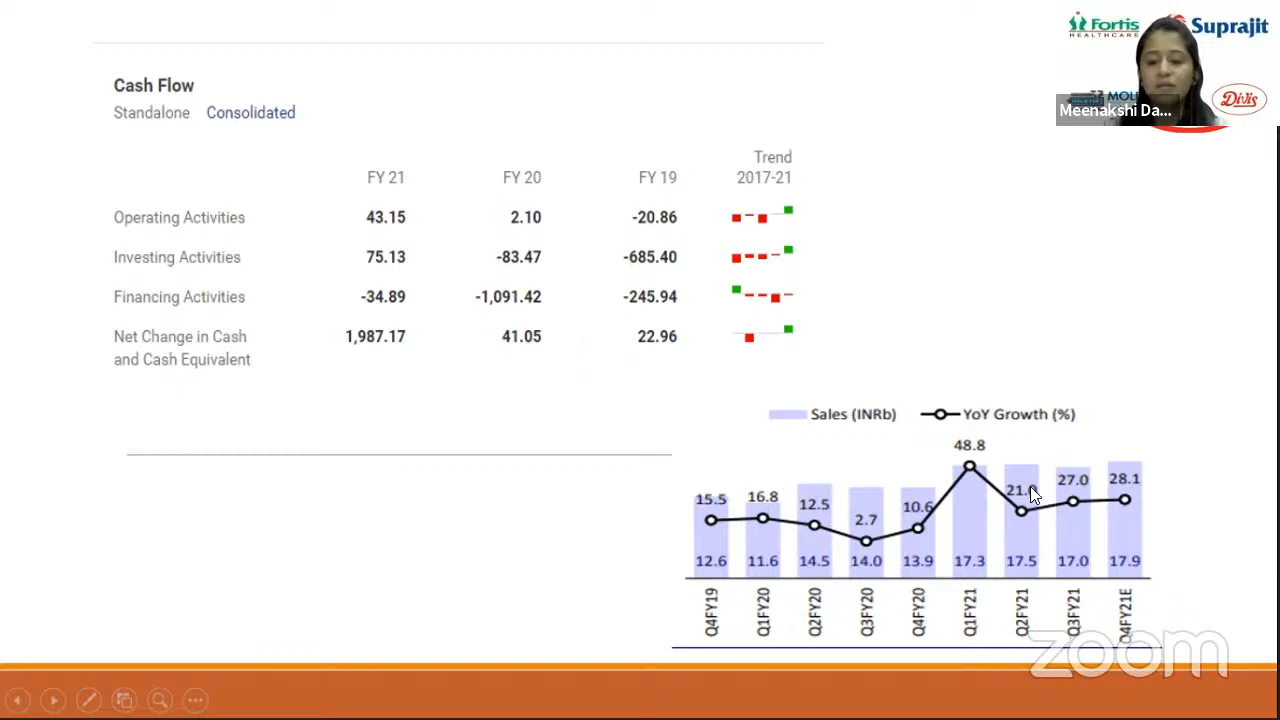 Fortis
HEALTHCARE
Suprajit
Divis
Meenakshi Da...
Cash Flow
Standalone Consolidated
Trend
FY 21 FY 20 FY 19 2017-21
Operating Activities 43.15 2.10 -20.86
Investing Activities 75.13 -83.47 -685.40
Financing Activities -34.89 -1,091.42 -245.94
Net Change in Cash 1,987.17 41.05 22.96
and Cash Equivalent
Sales (INRb) YoY Growth (%)
15.5 16.8 12.5 2.7 10.6 48.8 27.0 28.1
12.6 11.6 14.5 14.0 13.9 17.3 17.5 17.0 17.9
Q4FY19 Q1FY20 Q2FY20 Q3FY20 Q4FY20 Q1FY21 Q2FY21 Q3FY21 Q4FY21E
zoom